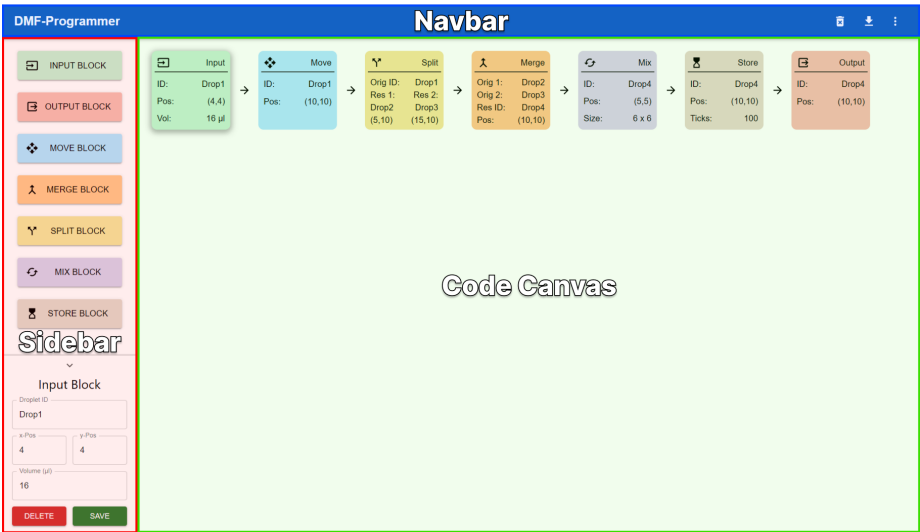 DMF-Programmer
Navbar
INPUT BLOCK
OUTPUT BLOCK
MOVE BLOCK
MERGE BLOCK
SPLIT BLOCK
MIX BLOCK
STORE BLOCK
Sidebar
Input Block
Droplet ID
Drop1
x-Pos y-Pos
4 4
Volume (µl)
16
DELETE SAVE
Input
ID: Drop1
Pos: (4,4)
Vol: 16 µl
Move
ID: Drop1
Pos: (10,10)
Split
Orig ID: Drop1
Res 1: Res 2:
Drop2 Drop3
(5,10) (15,10)
Merge
Orig 1: Drop2
Orig 2: Drop3
Res ID: Drop4
Pos: (10,10)
Mix
ID: Drop4
Pos: (5,5)
Size: 6 x 6
Store
ID: Drop4
Pos: (10,10)
Ticks: 100
Output
ID: Drop4
Pos: (10,10)
Code Canvas